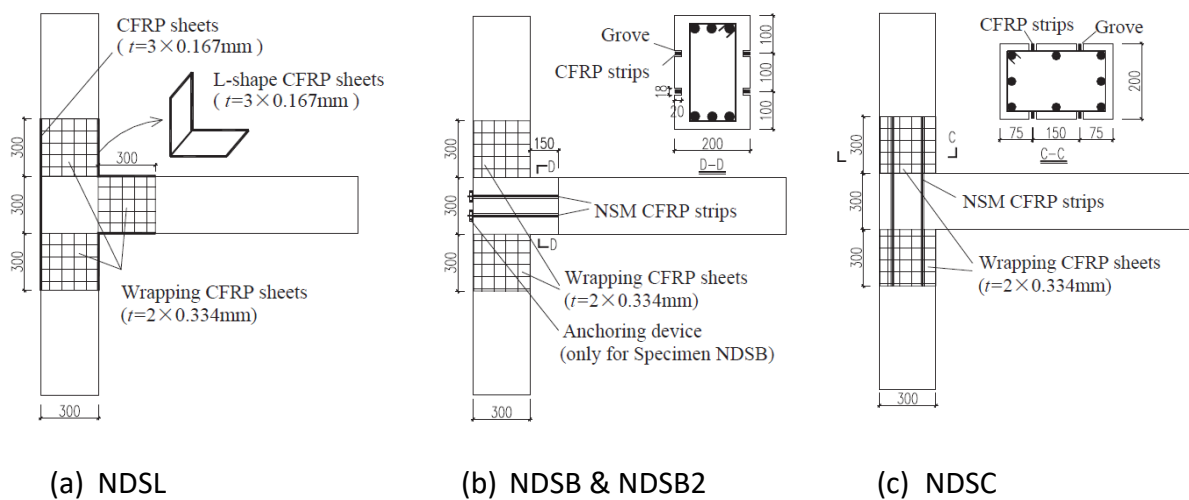 CFRP sheets
( t=3×0.167mm )
L-shape CFRP sheets
( t=3×0.167mm )
300
300
300
300
Wrapping CFRP sheets
(t=2×0.334mm)
300
(a) NDSL
Grove
CFRP strips
18
20
100
100
100
200
D-D
150
D
300
300
300
NSM CFRP strips
D
Wrapping CFRP sheets
(t=2×0.334mm)
Anchoring device
(only for Specimen NDSB)
300
(b) NDSB & NDSB2
CFRP strips
Grove
200
75
150
75
C-C
C
300
300
300
NSM CFRP strips
Wrapping CFRP sheets
(t=2×0.334mm)
300
(c) NDSC